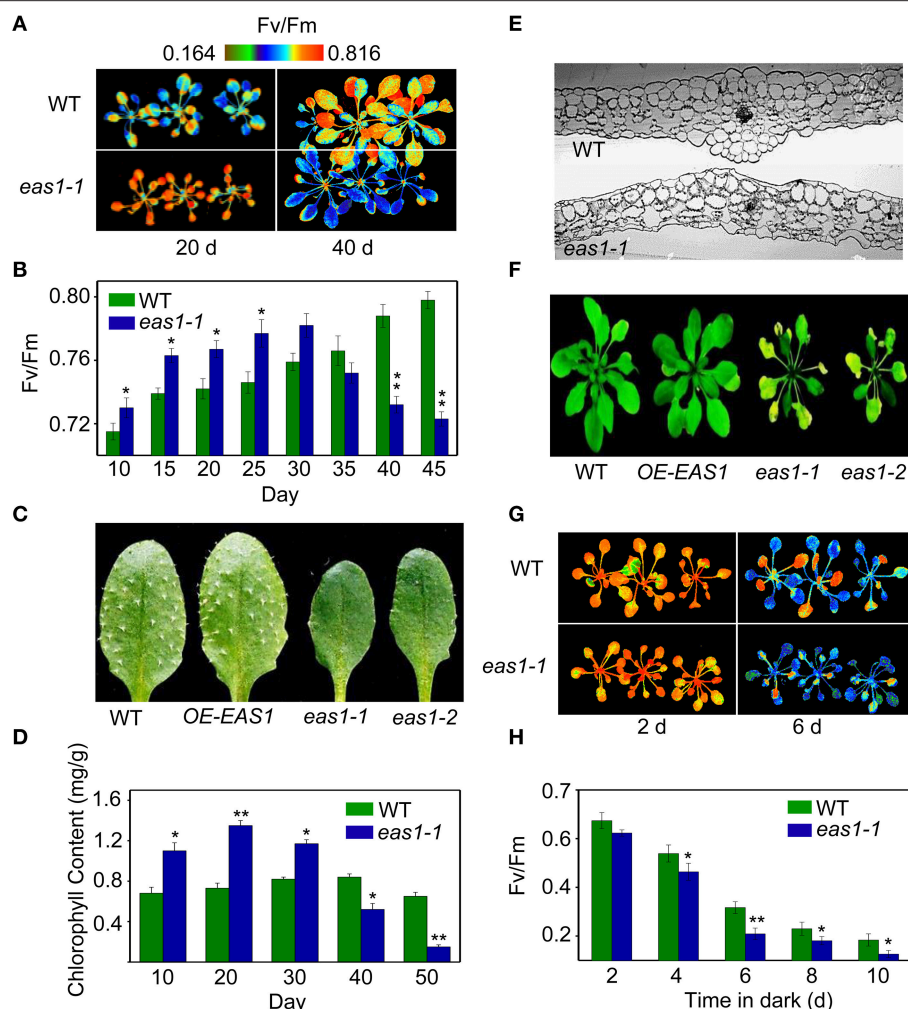 A
Fv/Fm
0.164 0.816
WT
eas1-1
20 d 40 d
B
Fv/Fm
0.80
0.76
0.72
WT
eas1-1
* * * * ** **
10 15 20 25 30 35 40 45
Day
C
WT OE-EAS1 eas1-1 eas1-2
D
Chlorophyll Content (mg/g)
1.6
1.2
0.8
0.4
WT
eas1-1
* ** * * **
10 20 30 40 50
Day
E
WT
eas1-1
F
WT OE-EAS1 eas1-1 eas1-2
G
WT
eas1-1
2 d 6 d
H
Fv/Fm
0.7
0.6
0.4
0.2
WT
eas1-1
* ** * *
2 4 6 8 10
Time in dark (d)